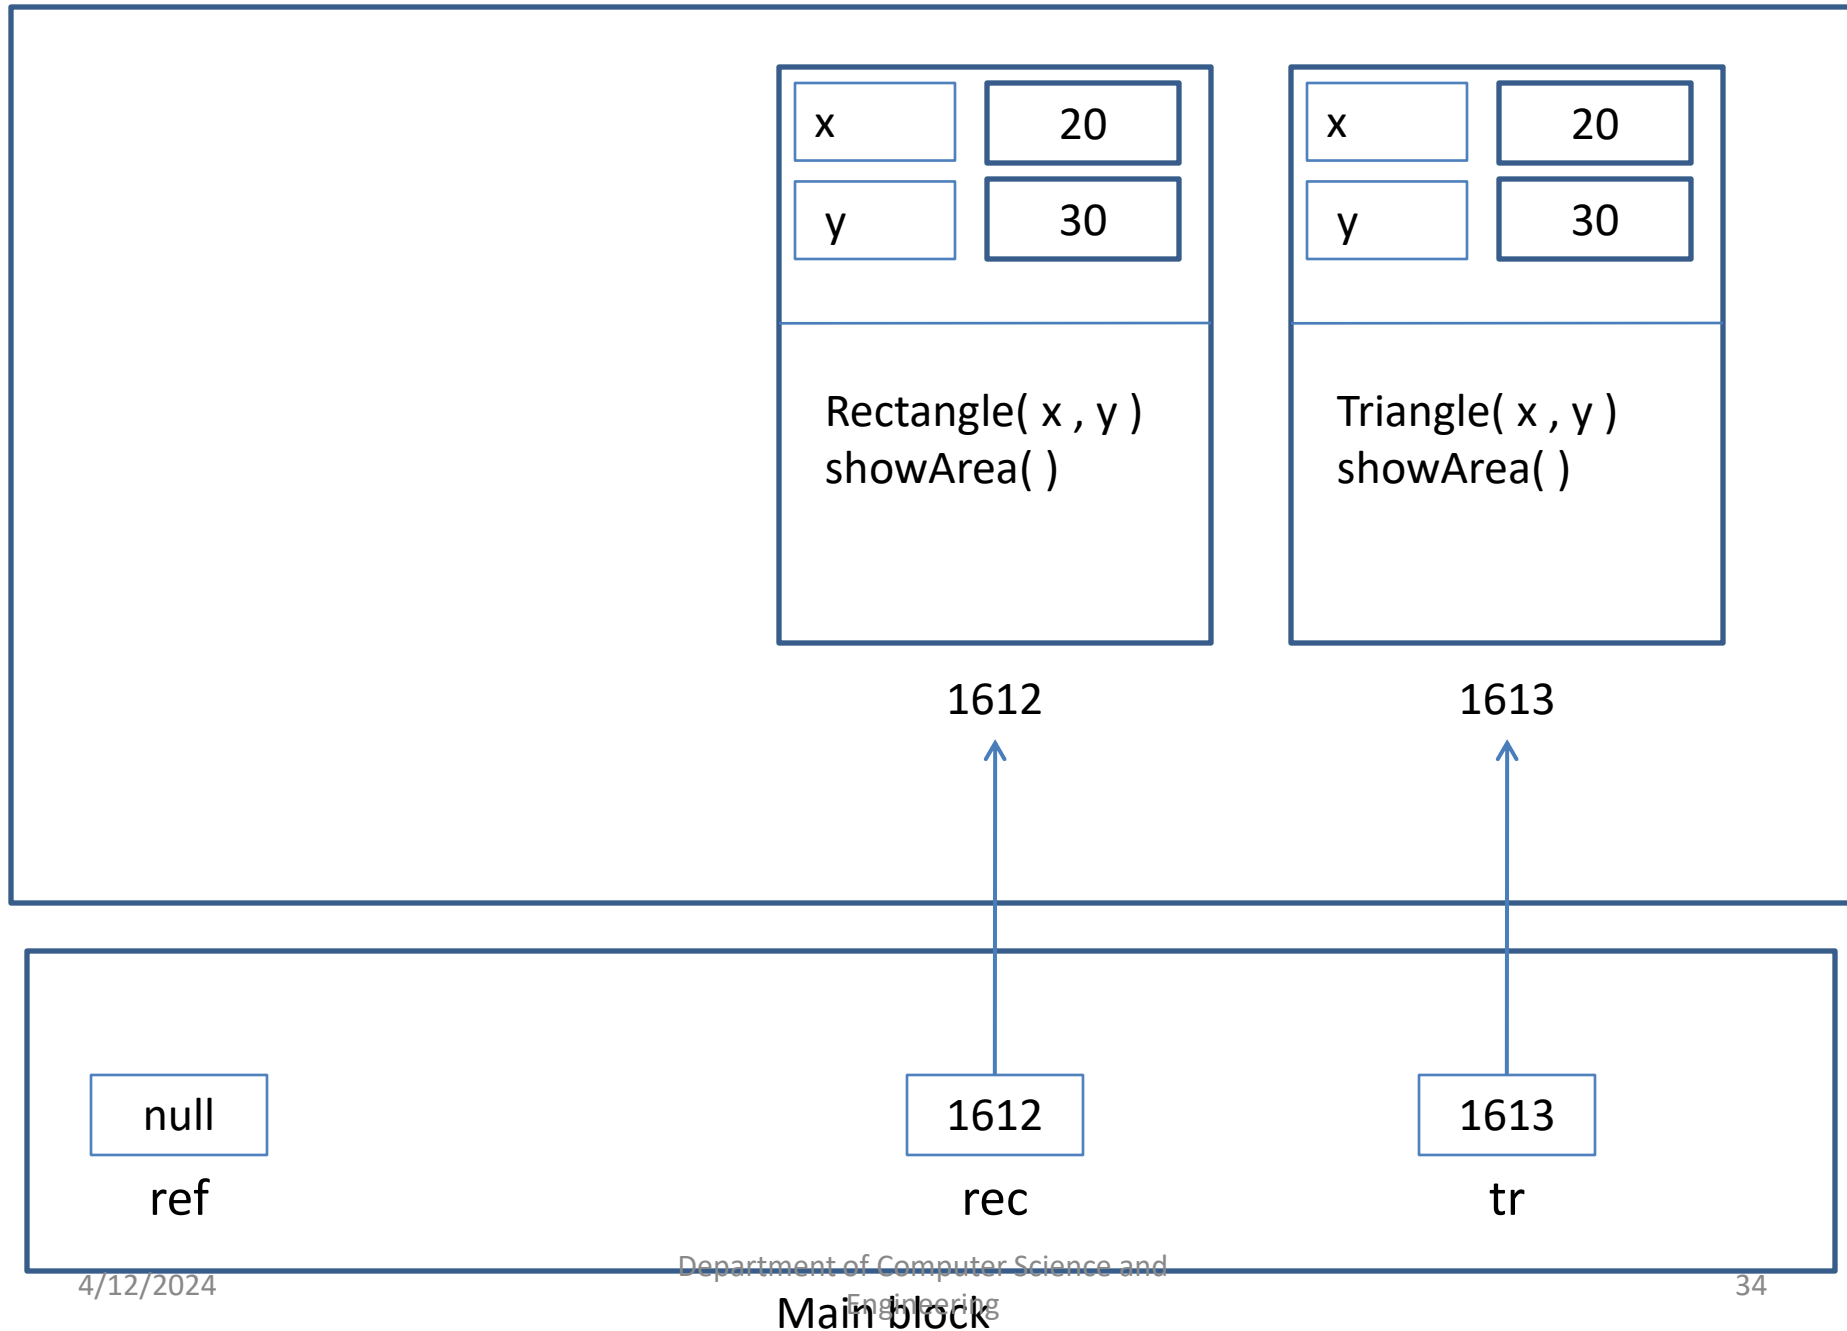 x 20
x 20
y 30
y 30
Rectangle( x , y )
showArea( )
Triangle( x , y )
showArea( )
1612
1613
null
1612
1613
ref
rec
tr
4/12/2024
Department of Computer Science and
Engineering
34
Main block